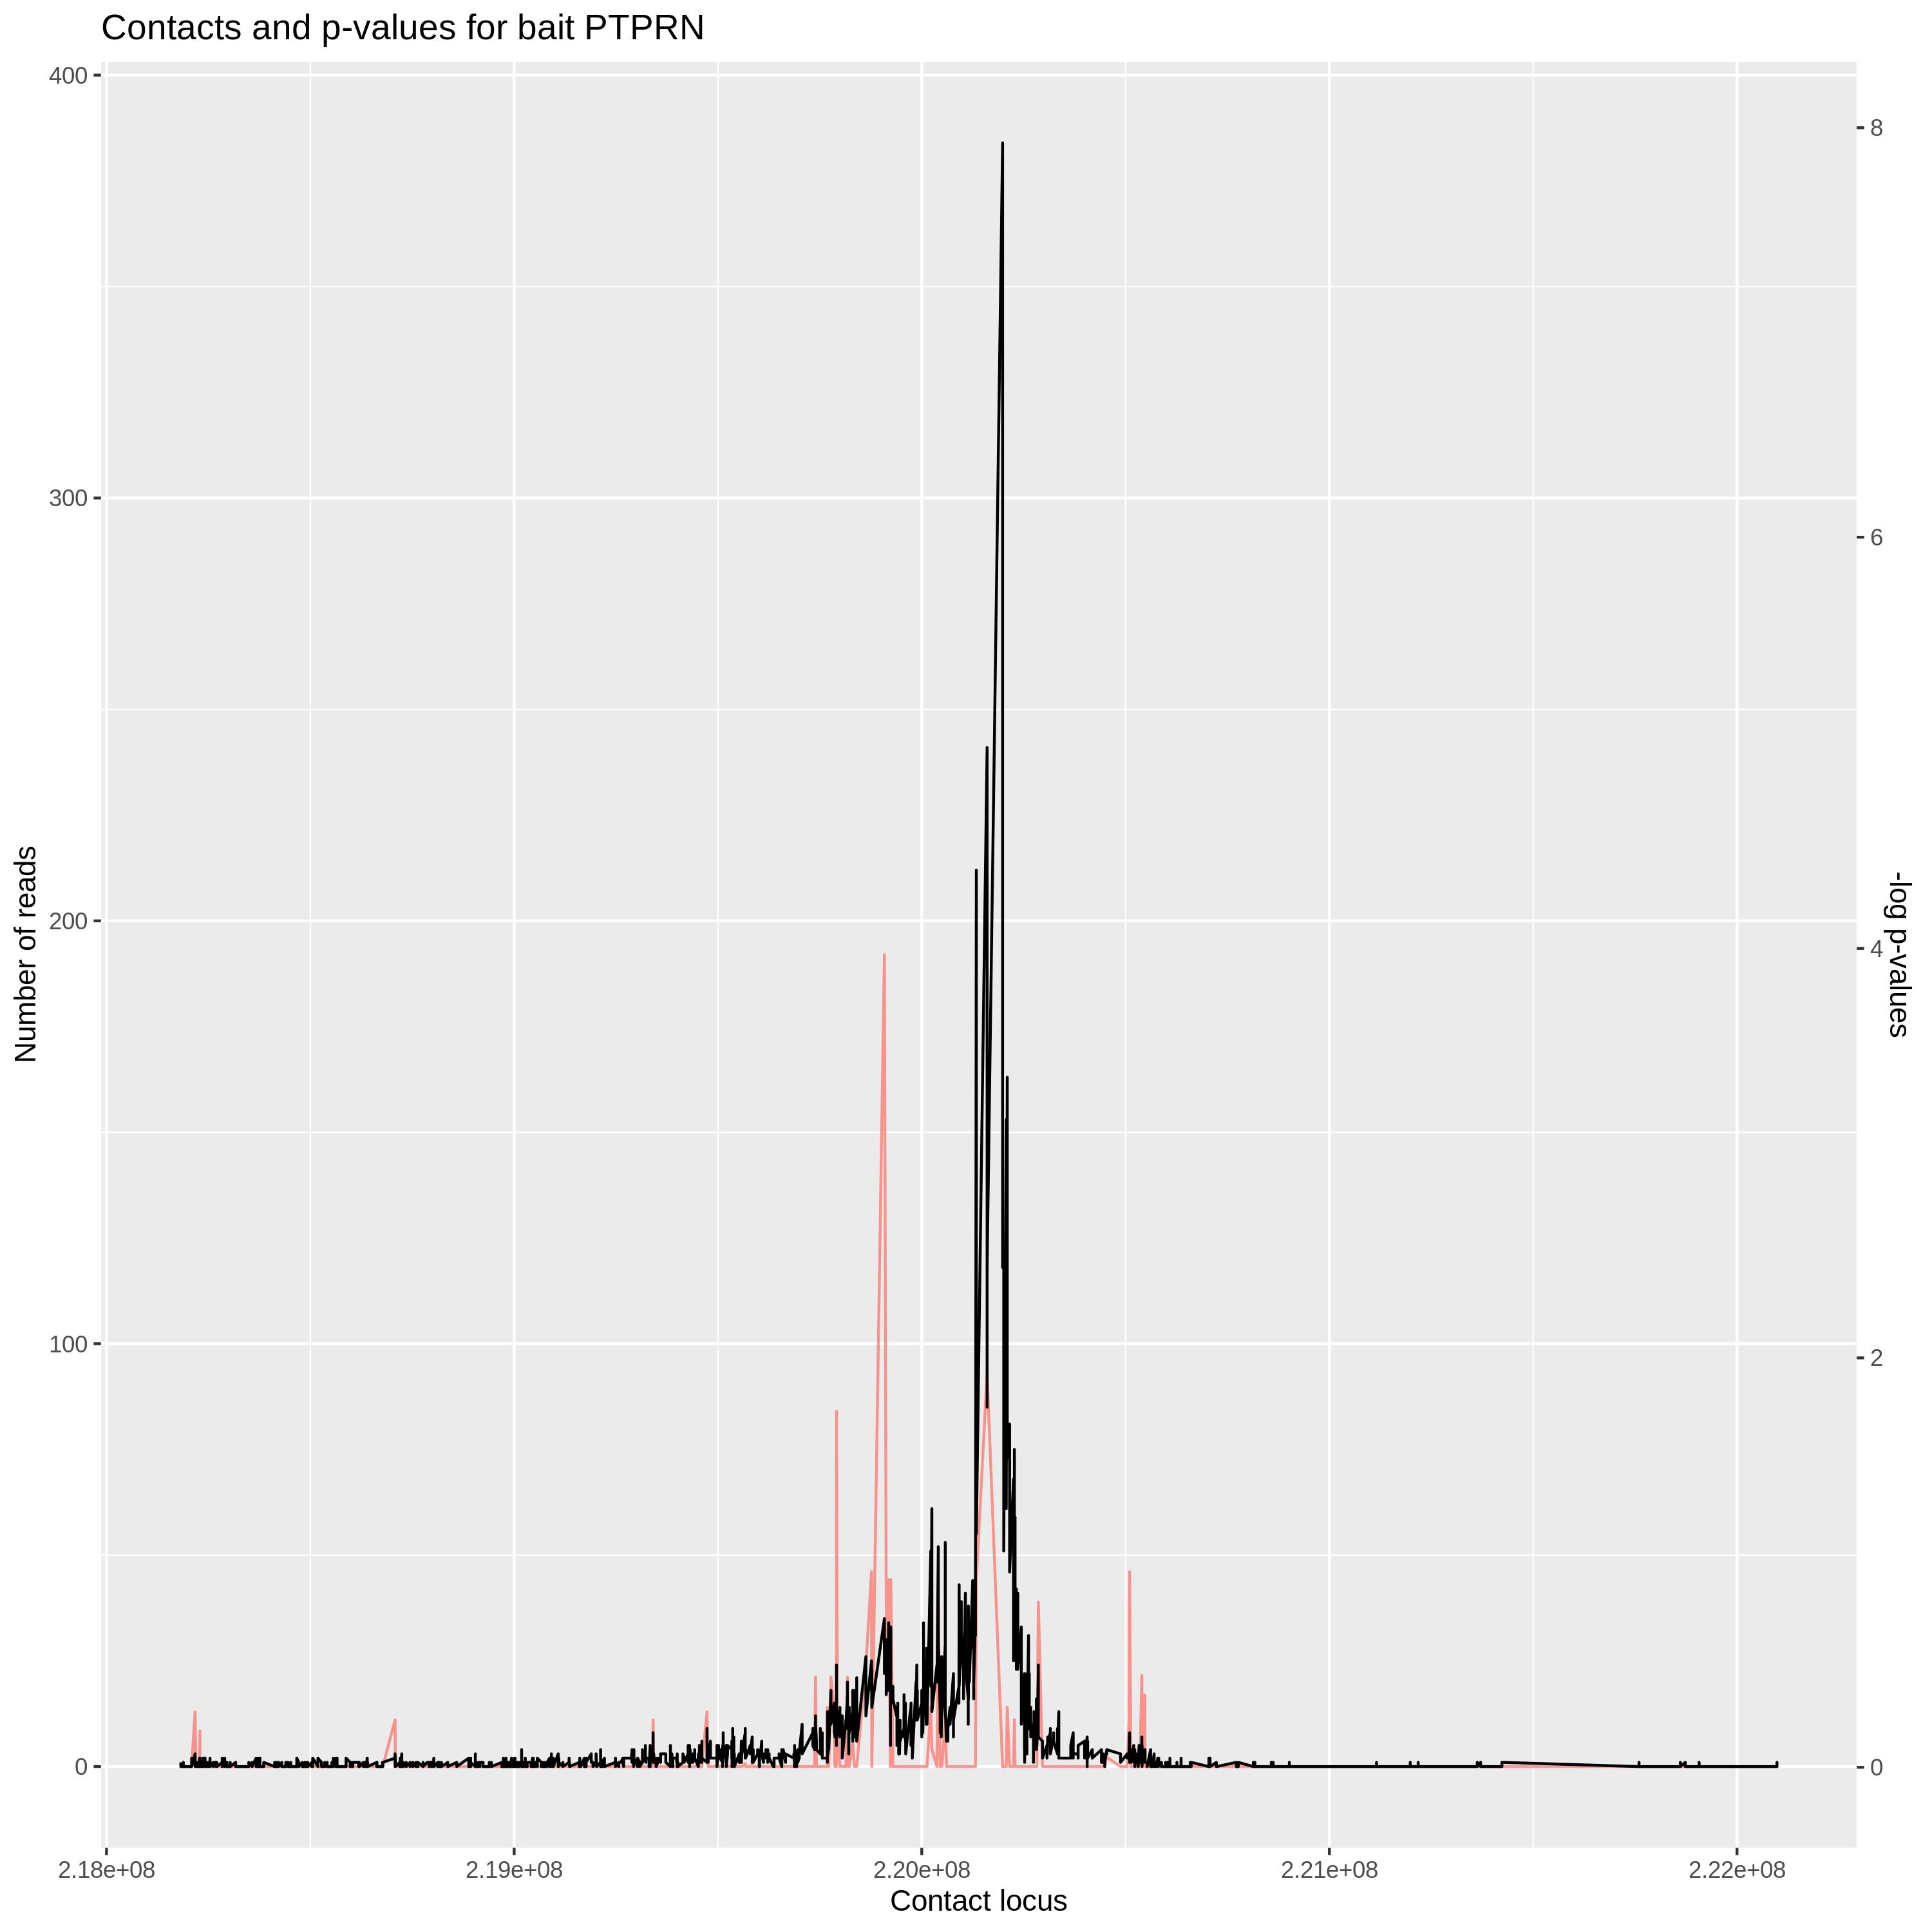 Contacts and p-values for bait PTPRN
400
300
200
100
0
Number of reads
8
6
4
2
0
-log p-values
2.18e+08 2.19e+08 2.20e+08 2.21e+08 2.22e+08
Contact locus